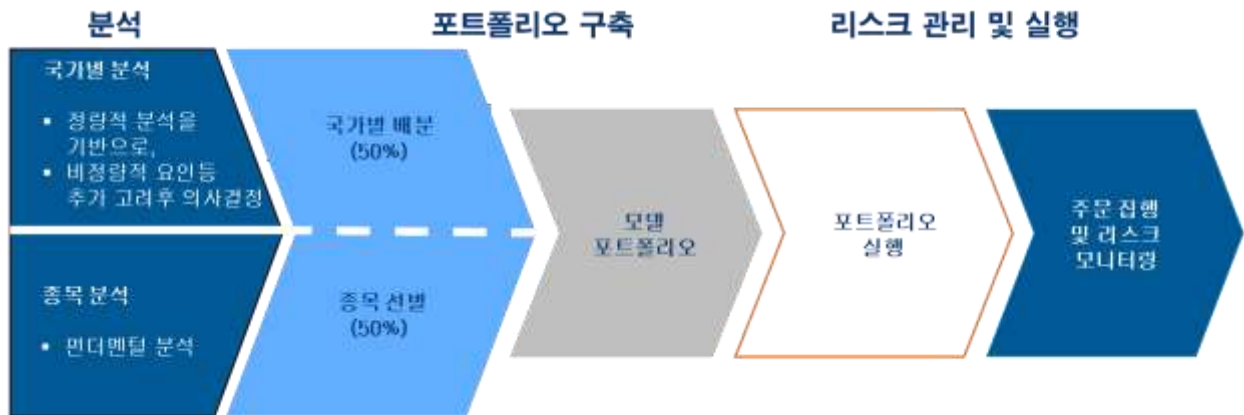 분석
포트폴리오 구축
리스크 관리 및 실행
국가별 분석
▪ 정량적 분석을
기반으로,
▪ 비정량적 요인등
추가 고려후 의사결정
종목 분석
▪ 펀더멘털 분석
국가별 배분
(50%)
종목 선별
(50%)
모델
포트폴리오
포트폴리오
실행
주문 집행
및 리스크
모니터링